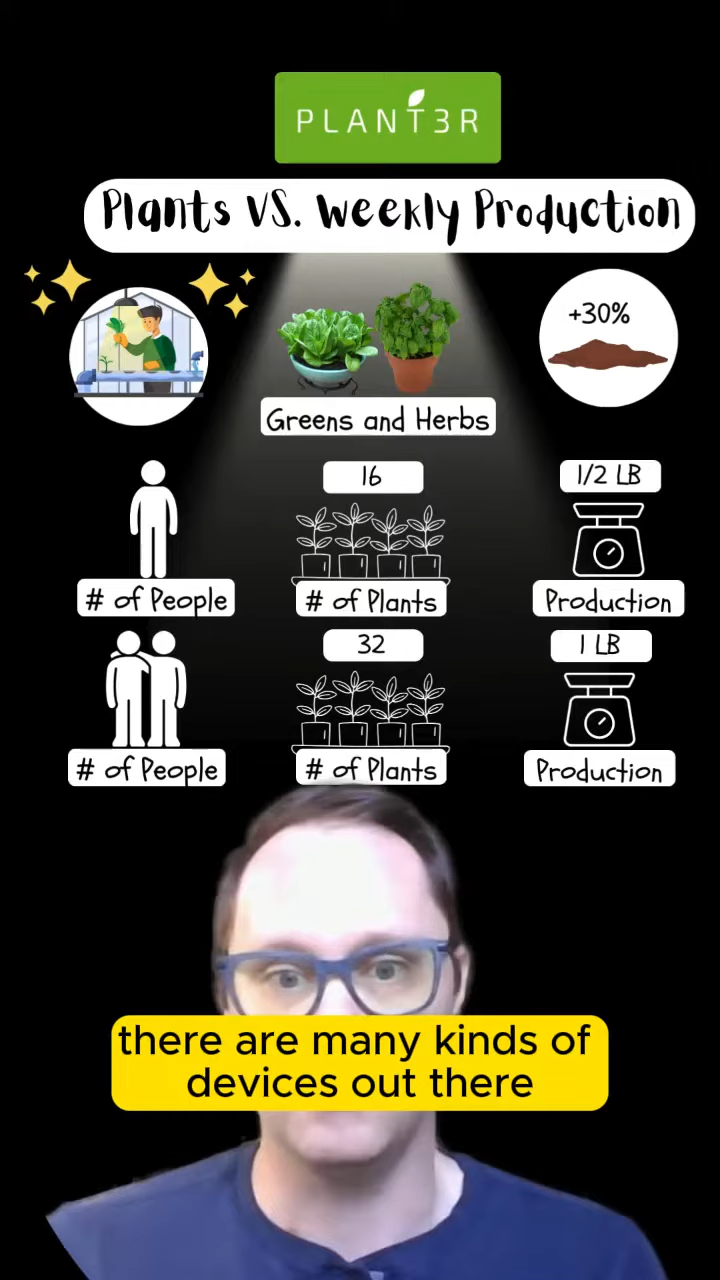 PLANT3R
Plants VS. Weekly Production
+30%
Greens and Herbs
16
1/2 LB
# of People
# of Plants
Production
32
1 LB
# of People
# of Plants
Production
there are many kinds of
devices out there